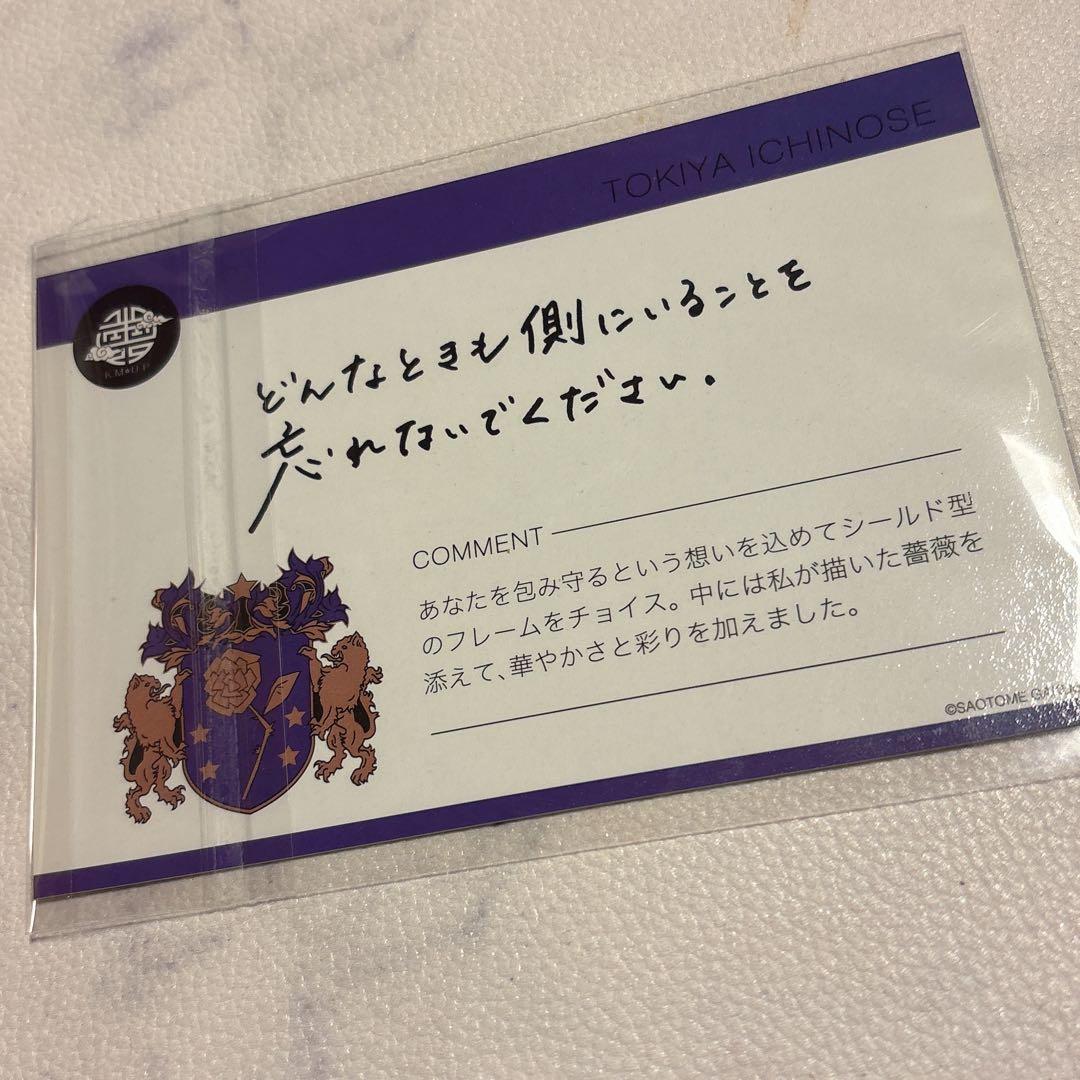 TOKIYA ICHINOSE
どんなときも側にいることを
忘れないでください。
COMMENT
あなたを包み守るという想いを込めてシールド型
のフレームをチョイス。中には私が描いた薔薇を
添えて、華やかさと彩りを加えました。
©SAOTOME